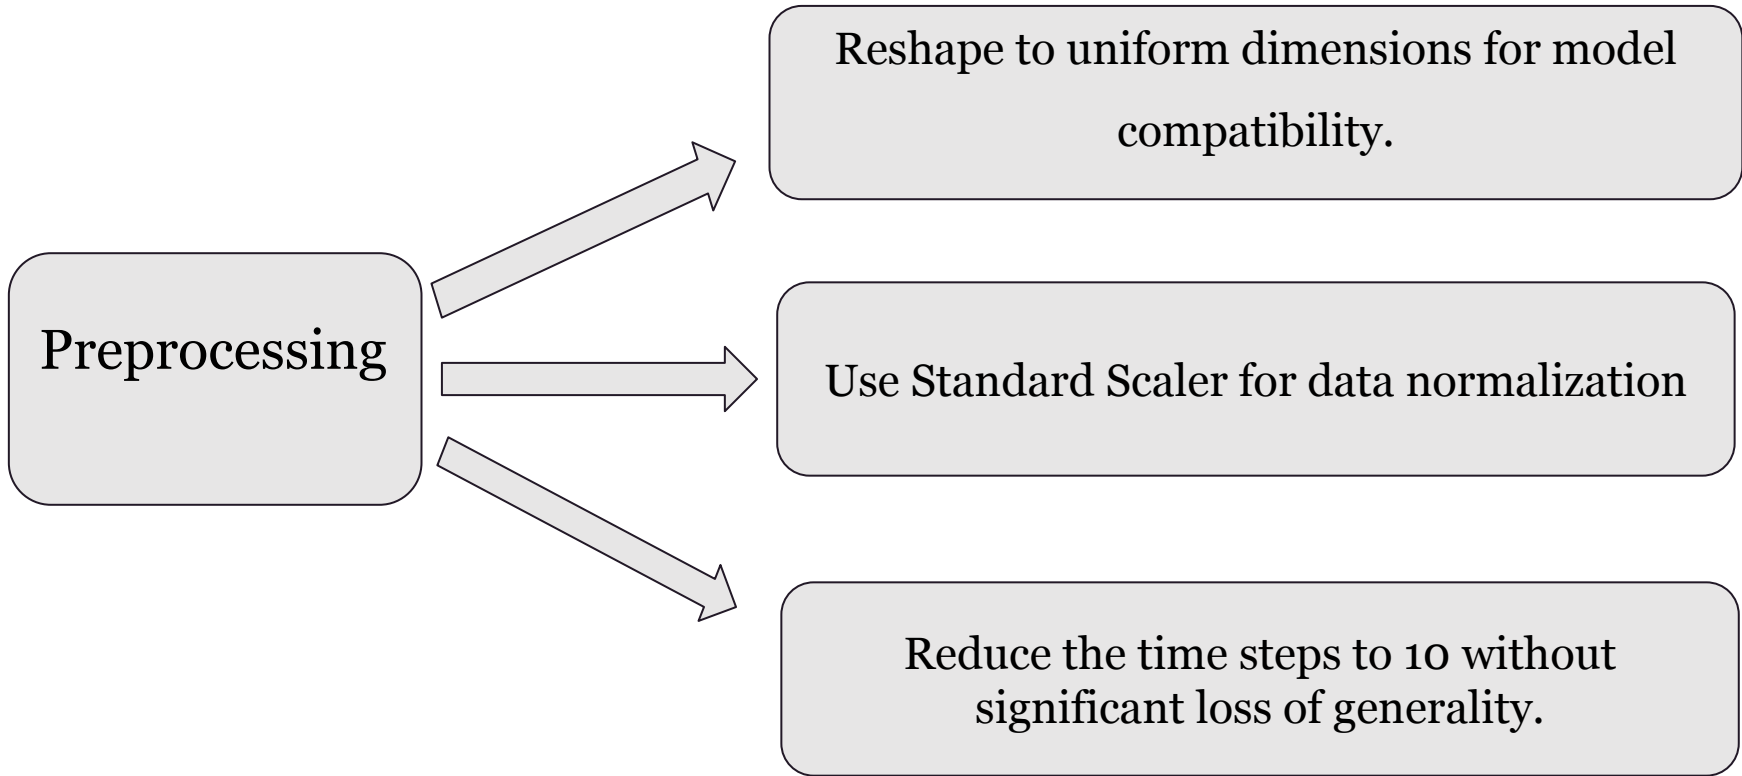 Preprocessing
Reshape to uniform dimensions for model
compatibility.
Use Standard Scaler for data normalization
Reduce the time steps to 10 without
significant loss of generality.